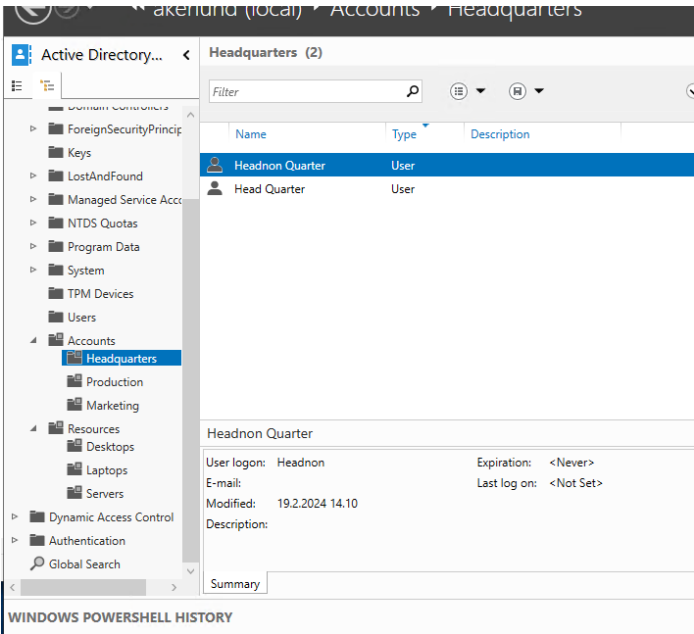 akerlund (local) Accounts Headquarters
Active Directory...
Headquarters (2)
Filter
Name Type Description
Headnon Quarter User
Head Quarter User
Domain Controllers
ForeignSecurityPrincip
Keys
LostAndFound
Managed Service Acco
NTDS Quotas
Program Data
System
TPM Devices
Users
Accounts
Headquarters
Production
Marketing
Resources
Desktops
Laptops
Servers
Dynamic Access Control
Authentication
Global Search
Headnon Quarter
User logon: Headnon Expiration: <Never>
E-mail: Last log on: <Not Set>
Modified: 19.2.2024 14.10
Description:
Summary
WINDOWS POWERSHELL HISTORY